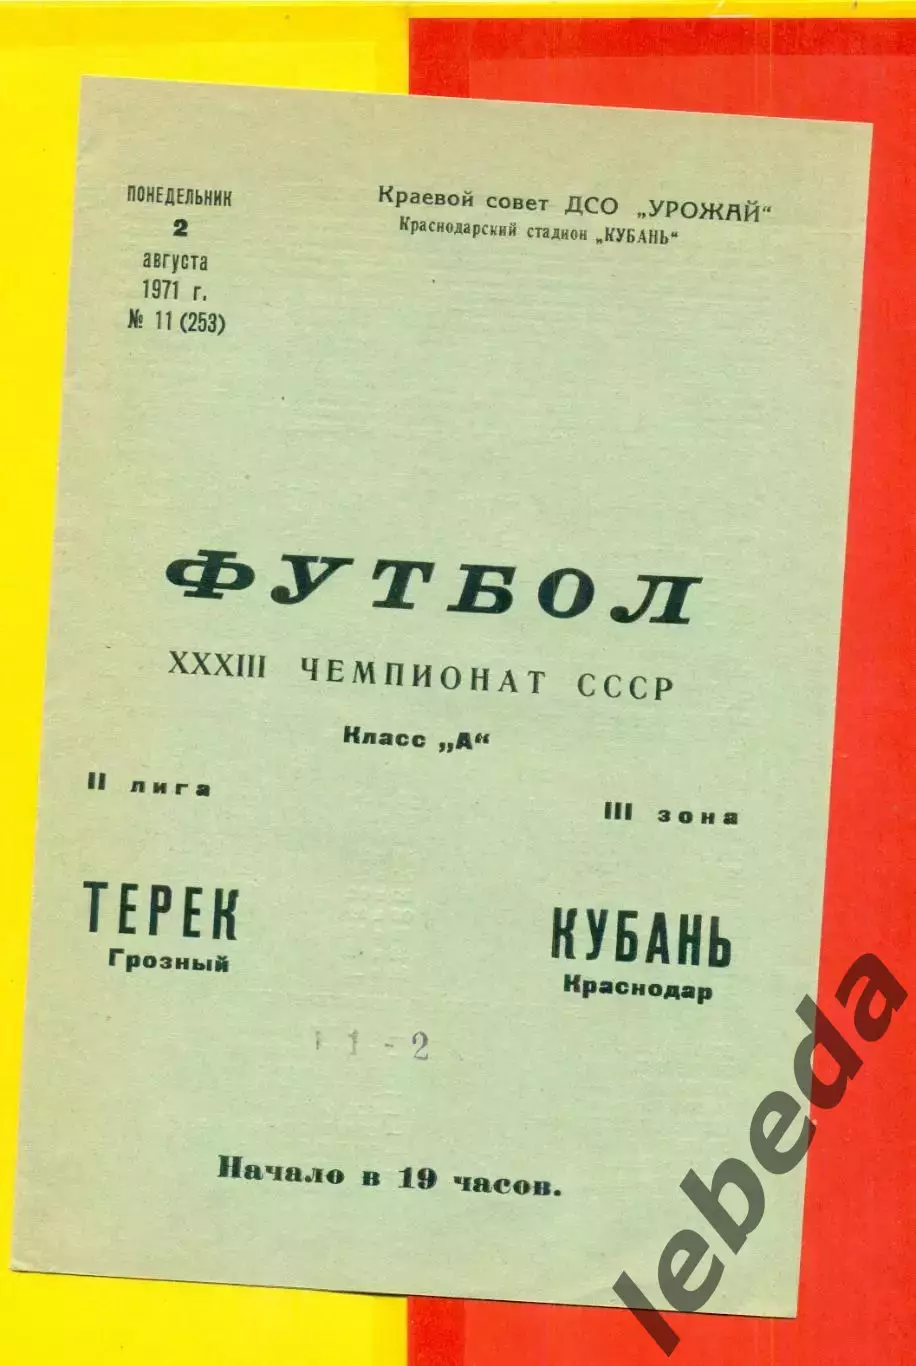 ПОНЕДЕЛЬНИК
2
августа
1971 г.
№ 11 (253)
Краевой совет ДСО „УРОЖАЙ“
Краснодарский стадион „КУБАНЬ“
ФУТБОЛ
XXXIII ЧЕМПИОНАТ СССР
Класс „А“
II лига
III зона
ТЕРЕК
Грозный
КУБАНЬ
Краснодар
1 - 2
Начало в 19 часов.
lebeda